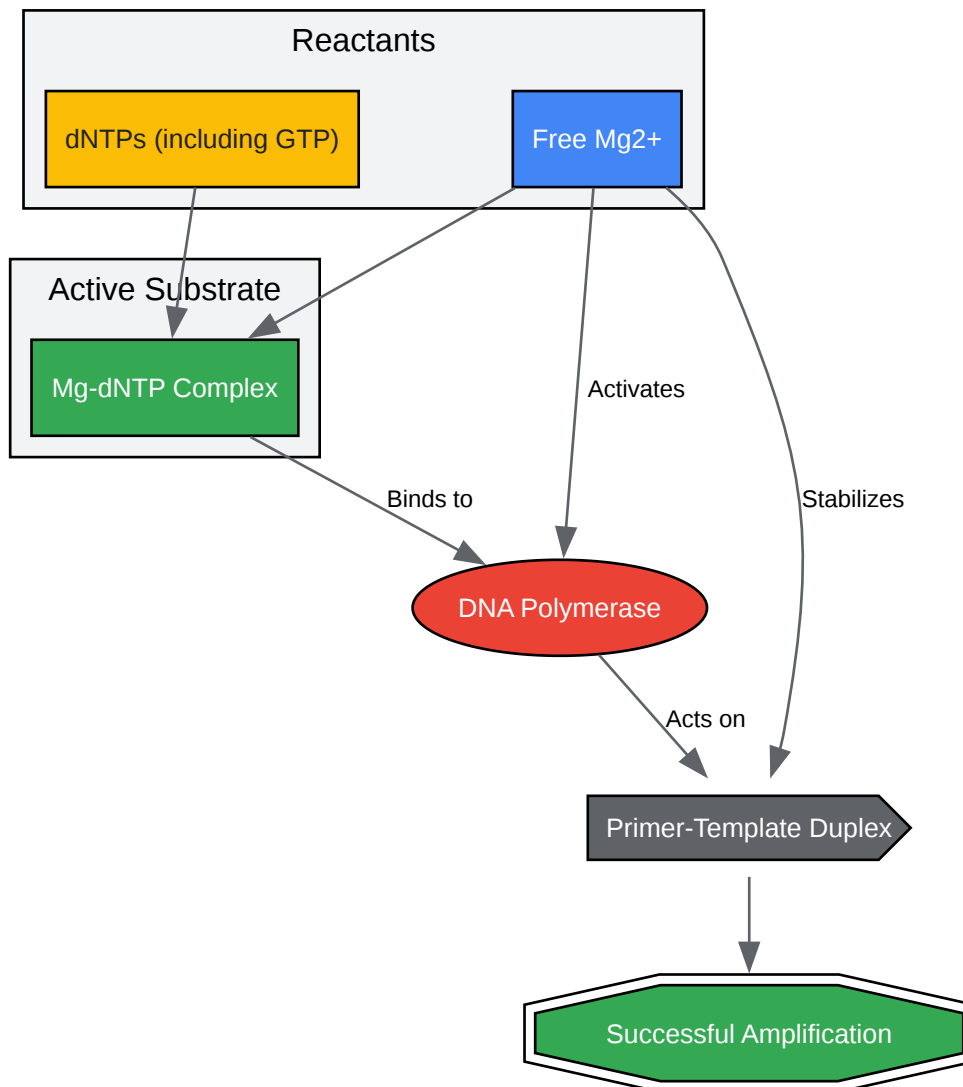 Reactants
dNTPs (including GTP)
Free Mg2+
Active Substrate
Mg-dNTP Complex
Activates
Binds to
Stabilizes
DNA Polymerase
Acts on
Primer-Template Duplex
Successful Amplification